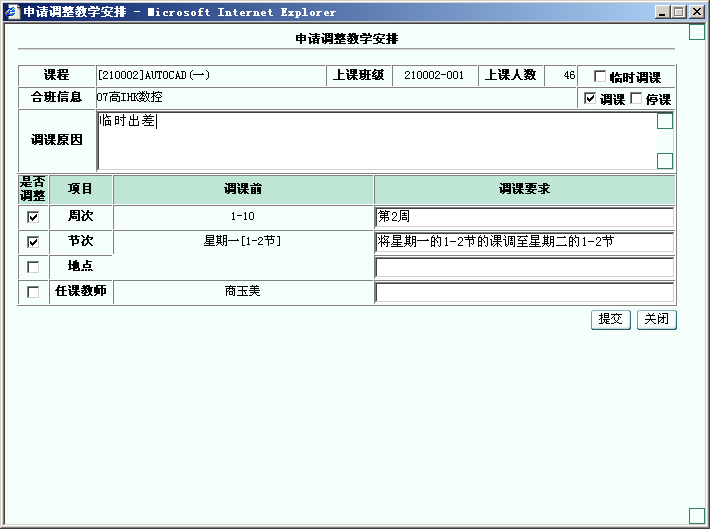 申请调整教学安排 - Microsoft Internet Explorer
申请调整教学安排
课程 [210002]AUTOCAD(一) 上课班级 210002-001 上课人数 46 临时调课
合班信息 07高IHK数控 调课 停课
调课原因 临时出差
是否调整 项目 调课前 调课要求
周次 1-10 第2周
节次 星期一[1-2节] 将星期一的1-2节的课调至星期二的1-2节
地点
任课教师 商玉美
提交 关闭